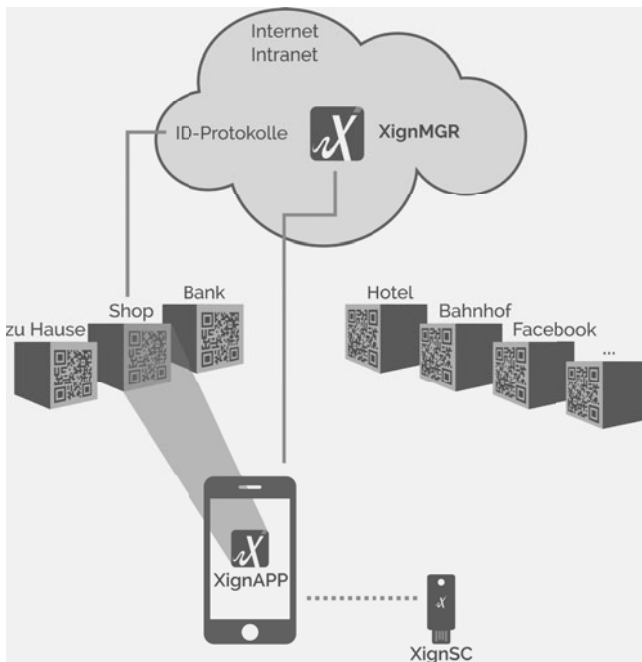 Internet
Intranet
ID-Protokolle
XignMGR
zu Hause
Shop
Bank
Hotel
Bahnhof
Facebook
...
XignAPP
XignSC